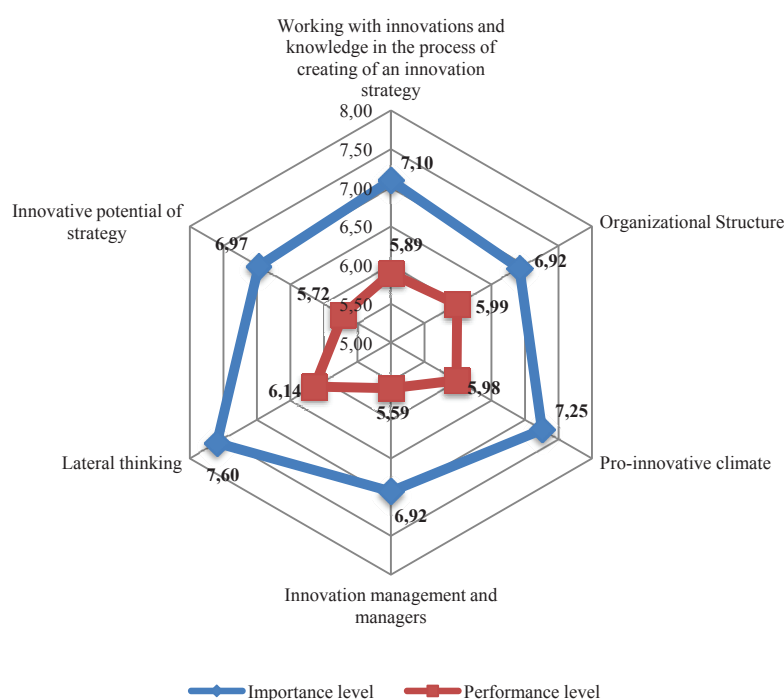 Working with innovations and
knowledge in the process of
creating of an innovation
strategy
8,00
7,50
7,10
7,00
Innovative potential of
strategy
Organizational Structure
6,50
6,97
6,92
6,00
5,89
5,72
5,50
5,99
5,00
6,14
5,98
5,59
7,25
Lateral thinking
7,60
Pro-innovative climate
6,92
Innovation management and
managers
Importance level
Performance level